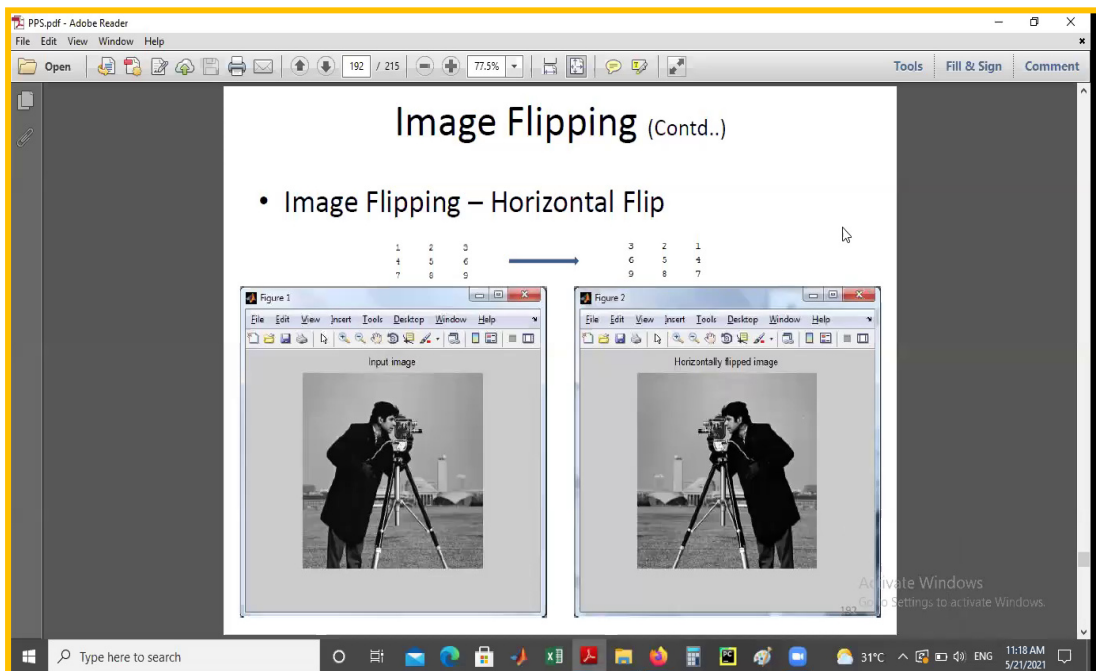 PPS.pdf - Adobe Reader
File Edit View Window Help
Open 192 / 215 77.5% Tools Fill & Sign Comment
Image Flipping (Contd..)
• Image Flipping – Horizontal Flip
1 2 3
4 5 6
7 8 9
3 2 1
6 5 4
9 8 7
Figure 1
File Edit View Insert Tools Desktop Window Help
Input image
Figure 2
File Edit View Insert Tools Desktop Window Help
Horizontally flipped image
193
Activate Windows
Go to Settings to activate Windows.
Type here to search
31°C ENG 11:18 AM
5/21/2021